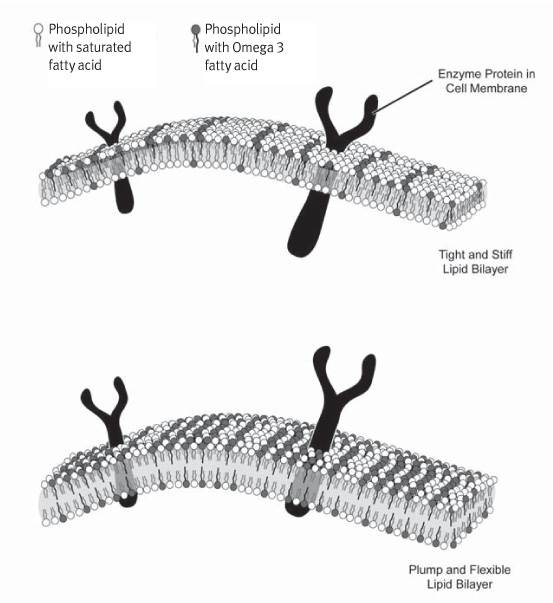 Phospholipid
with saturated
fatty acid
Phospholipid
with Omega 3
fatty acid
Enzyme Protein in
Cell Membrane
Tight and Stiff
Lipid Bilayer
Plump and Flexible
Lipid Bilayer